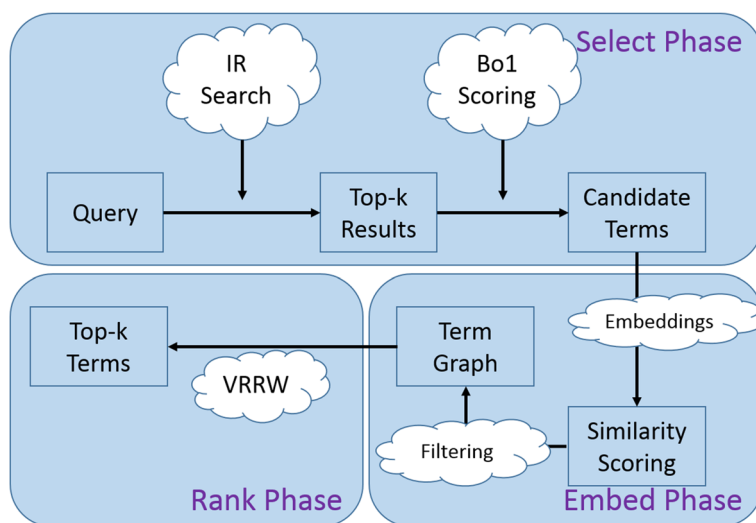 Select Phase
IR
Search
Bo1
Scoring
Query
Top-k
Results
Candidate
Terms
Embeddings
Similarity
Scoring
Filtering
Term
Graph
Embed Phase
VRRW
Top-k
Terms
Rank Phase